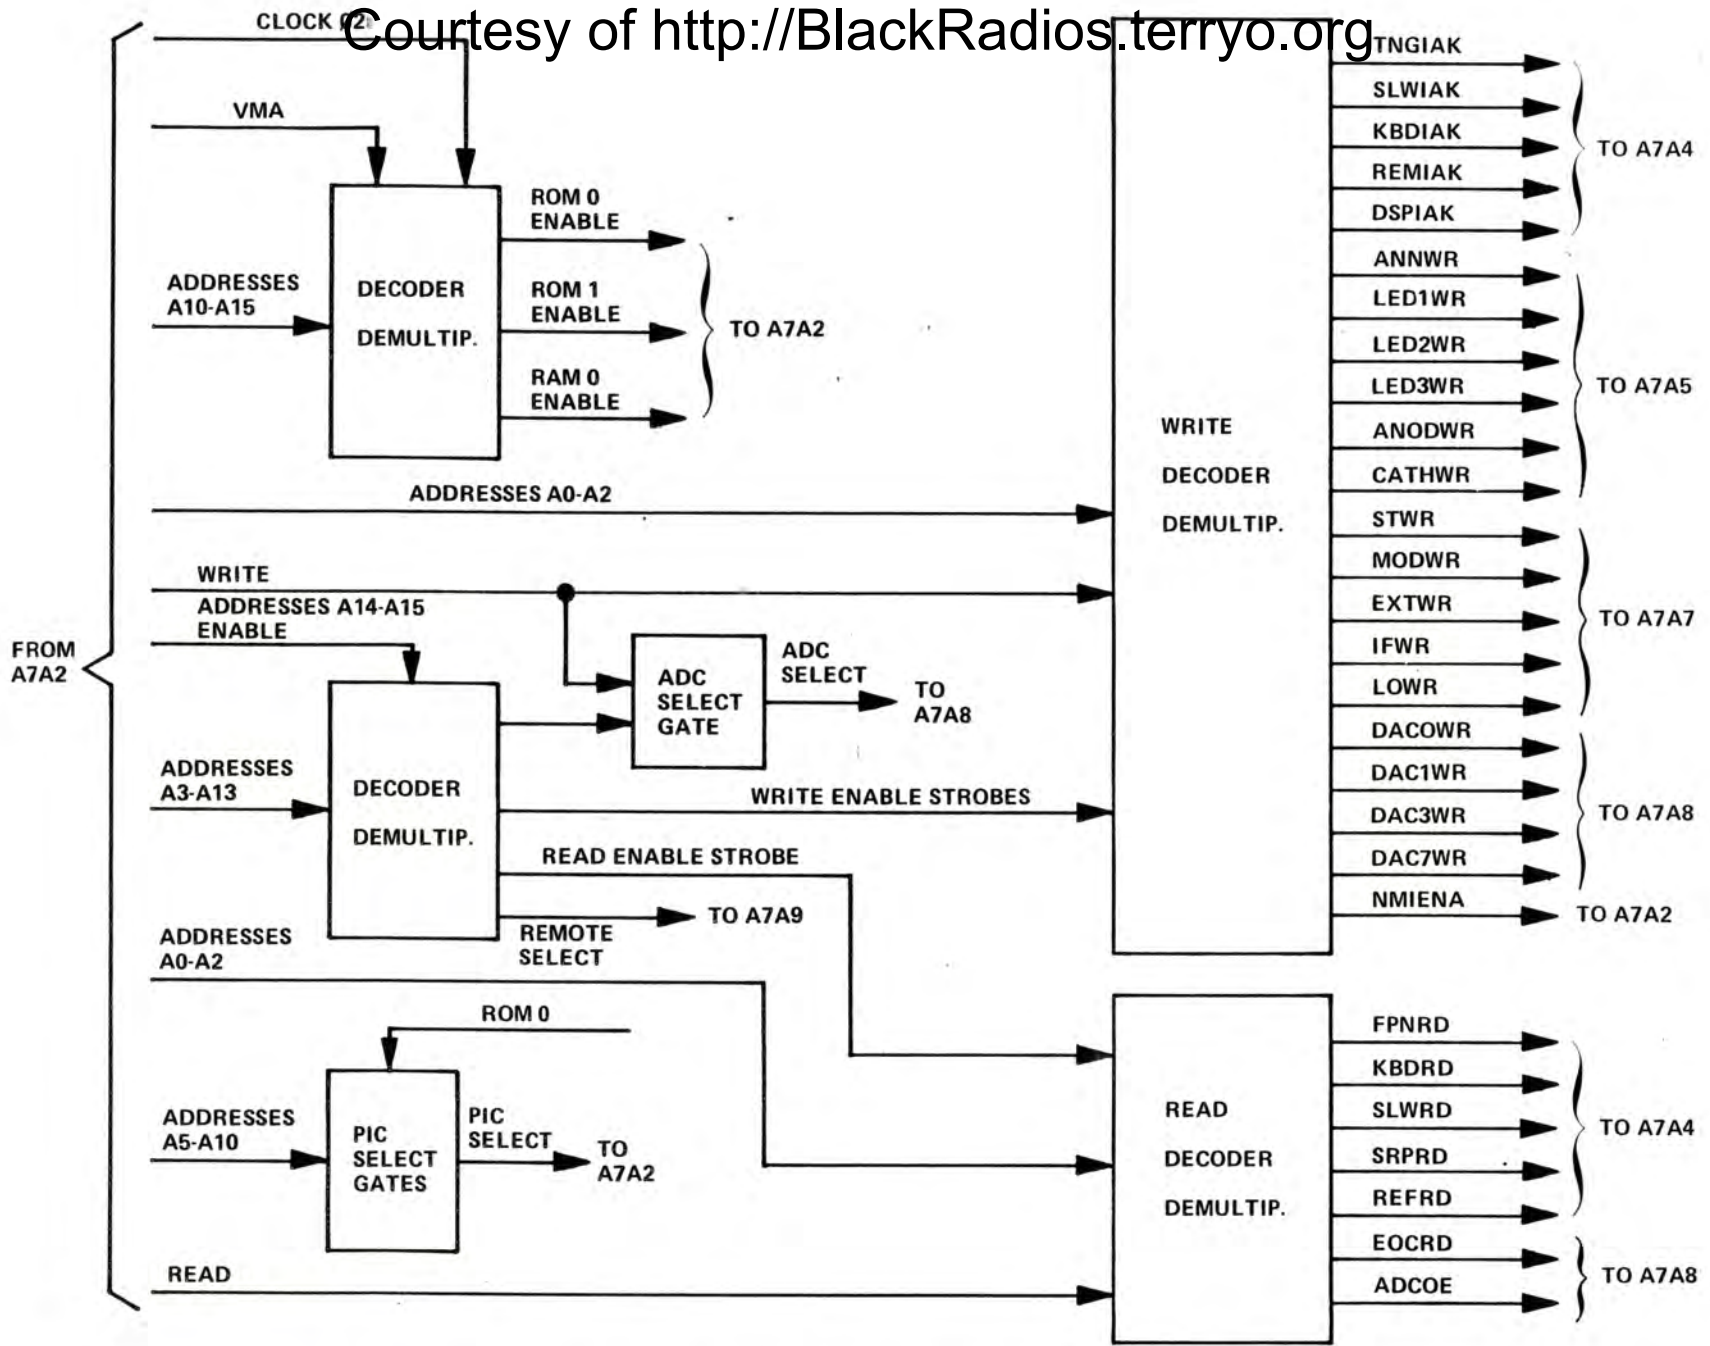 Courtesy of http://BlackRadios.terryo.org
CLOCK
VMA
ADDRESSES
A10-A15
DECODER
DEMULTIP.
ROM 0
ENABLE
ROM 1
ENABLE
RAM 0
ENABLE
TO A7A2
ADDRESSES A0-A2
WRITE
ADDRESSES A14-A15
ENABLE
FROM
A7A2
ADC
SELECT
GATE
ADC
SELECT
TO
A7A8
ADDRESSES
A3-A13
DECODER
DEMULTIP.
WRITE ENABLE STROBES
READ ENABLE STROBE
TO A7A9
REMOTE
SELECT
ADDRESSES
A0-A2
ROM 0
ADDRESSES
A5-A10
PIC
SELECT
GATES
PIC
SELECT
TO
A7A2
READ
WRITE
DECODER
DEMULTIP.
TNGIAK
SLWIAK
KBDIAK
REMIAK
DSPIAK
TO A7A4
ANNWR
LED1WR
LED2WR
LED3WR
ANODWR
CATHWR
TO A7A5
STWR
MODWR
EXTWR
IFWR
LOWR
TO A7A7
DACOWR
DAC1WR
DAC3WR
DAC7WR
TO A7A8
NMIENA
TO A7A2
READ
DECODER
DEMULTIP.
FPNRD
KBDRD
SLWRD
SRPRD
REFRD
TO A7A4
EOCRD
ADCOE
TO A7A8